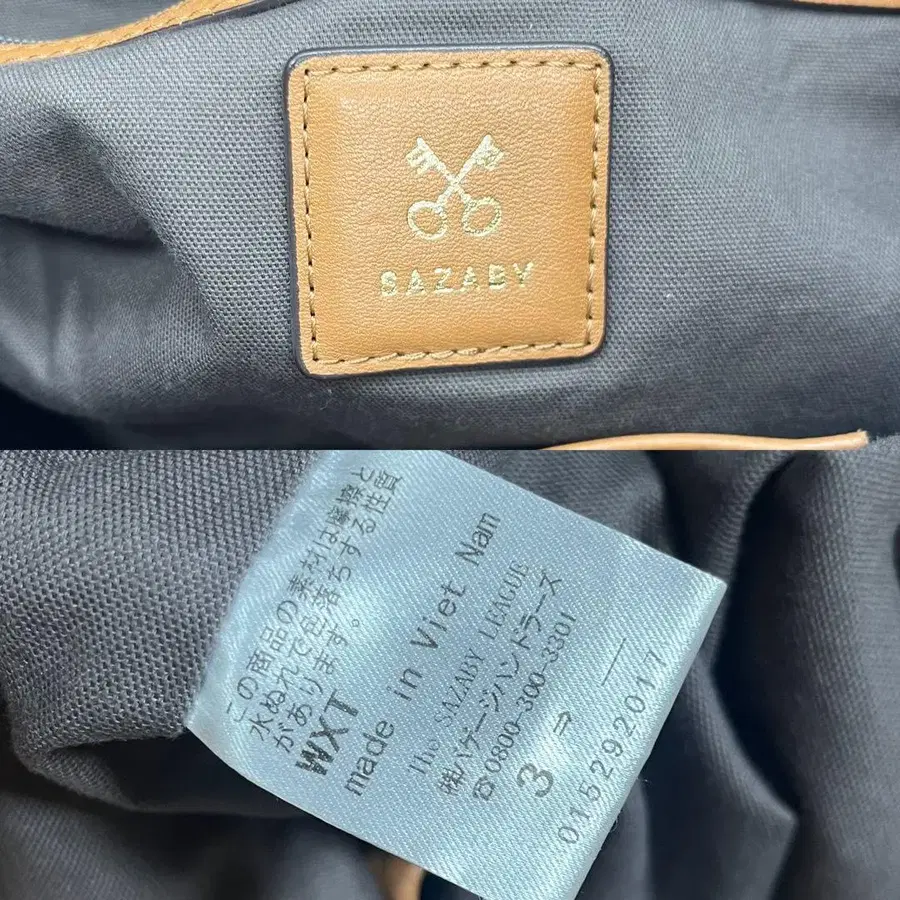 SAZABY
この商品の素材は摩擦と
水ぬれで色落ちする性質
があります。
WXT
made in Viet Nam
The SAZABY LEAGUE
㈱バゲージハンドラーズ
☎0800-300-3301
3 ⇒ —
015292017